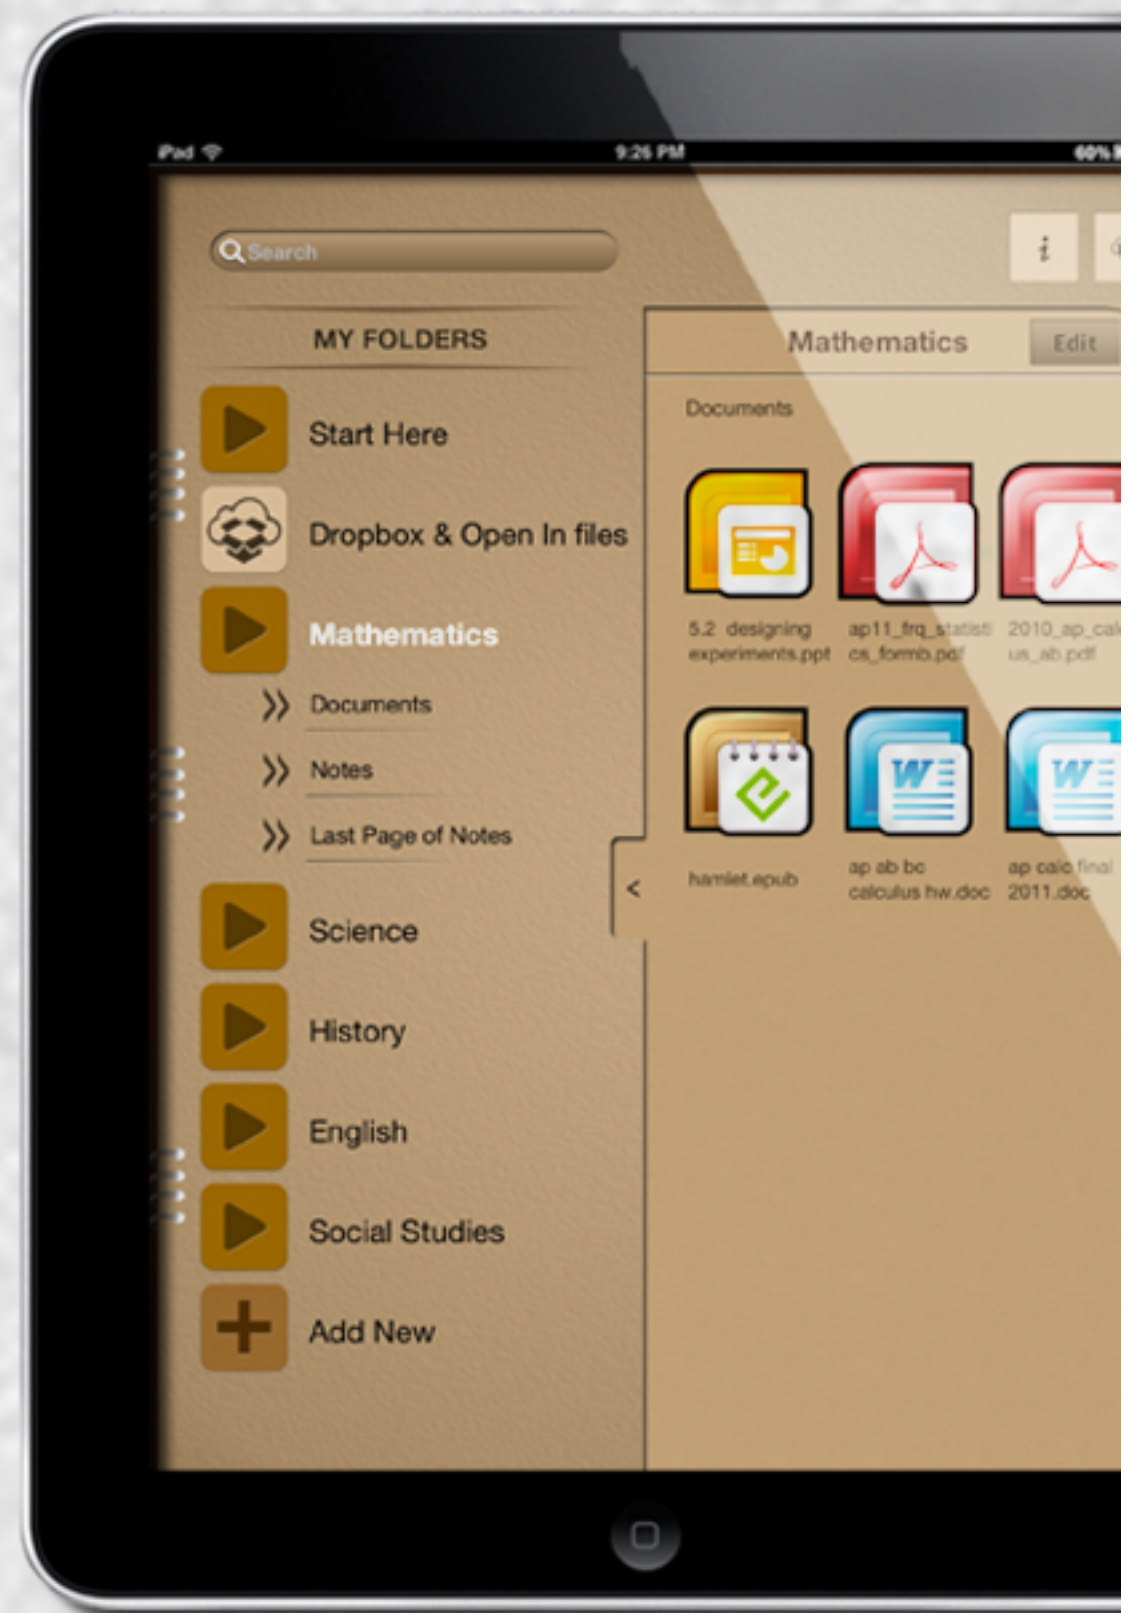 iPad
9:26 PM
60%
Search
i
MY FOLDERS
Mathematics
Edit
Start Here
Documents
Dropbox & Open In files
5.2 designing
experiments.ppt
ap11_frq_statisti
cs_formb.pdf
2010_ap_calc
us_ab.pdf
Mathematics
Documents
Notes
Last Page of Notes
W
W
hamlet.epub
ap ab bc
calculus hw.doc
ap calc final
2011.doc
<
Science
History
English
Social Studies
Add New